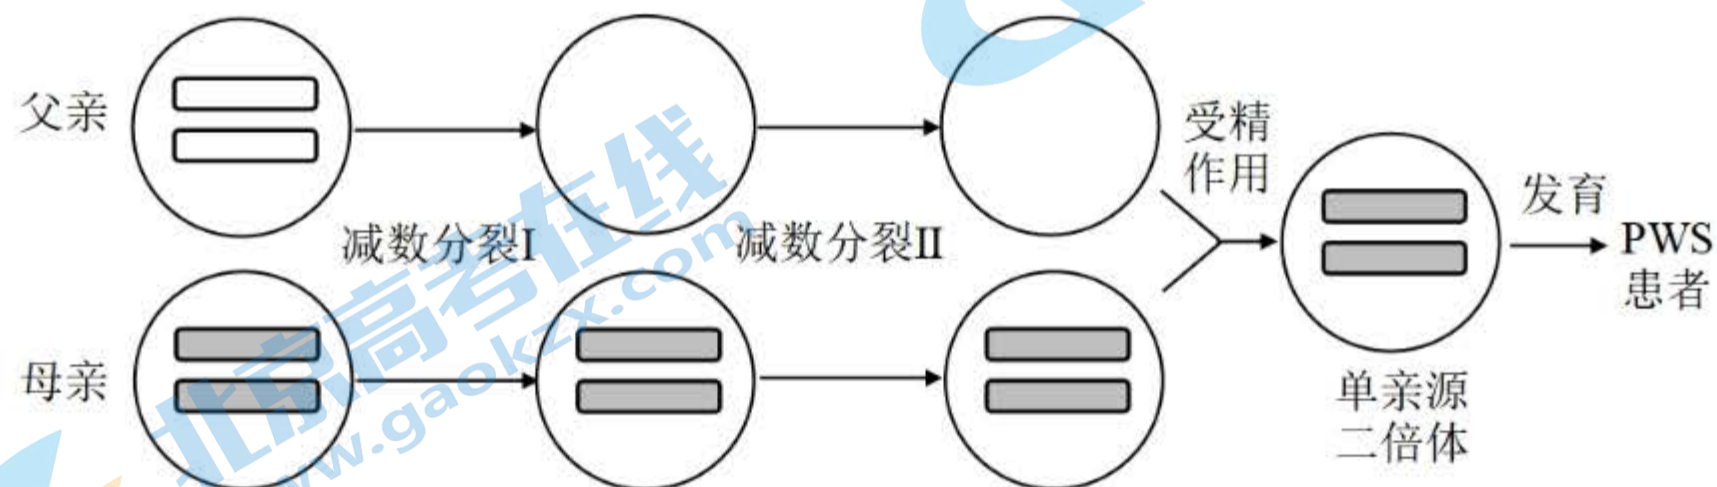 父亲
受精
作用
减数分裂I
减数分裂II
发育
PWS
患者
母亲
单亲源
二倍体
北京高考在线
www.gaokzx.com